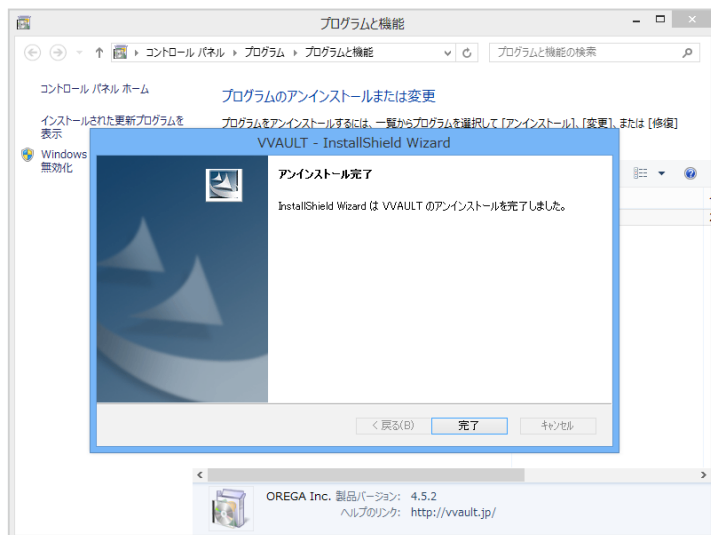 プログラムと機能
コントロール パネル ▸ プログラム ▸ プログラムと機能
プログラムと機能の検索
コントロール パネル ホーム
インストールされた更新プログラムを
表示
Windows
無効化
プログラムのアンインストールまたは変更
プログラムをアンインストールするには、一覧からプログラムを選択して [アンインストール]、[変更]、または [修復]
VVAULT - InstallShield Wizard
アンインストール完了
InstallShield Wizard は VVAULT のアンインストールを完了しました。
< 戻る(B)
完了
キャンセル
OREGA Inc. 製品バージョン: 4.5.2
ヘルプのリンク: http://vvault.jp/